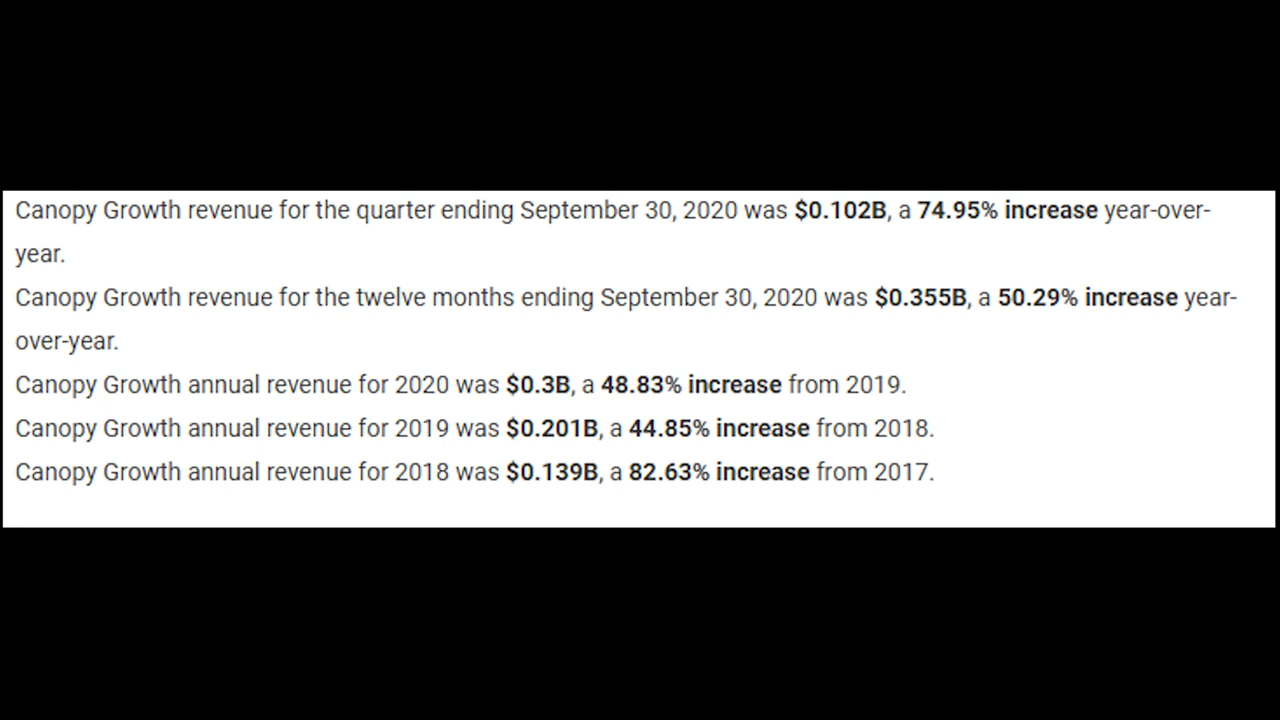 Canopy Growth revenue for the quarter ending September 30, 2020 was $0.102B, a 74.95% increase year-over-
year.
Canopy Growth revenue for the twelve months ending September 30, 2020 was $0.355B, a 50.29% increase year-
over-year.
Canopy Growth annual revenue for 2020 was $0.3B, a 48.83% increase from 2019.
Canopy Growth annual revenue for 2019 was $0.201B, a 44.85% increase from 2018.
Canopy Growth annual revenue for 2018 was $0.139B, a 82.63% increase from 2017.